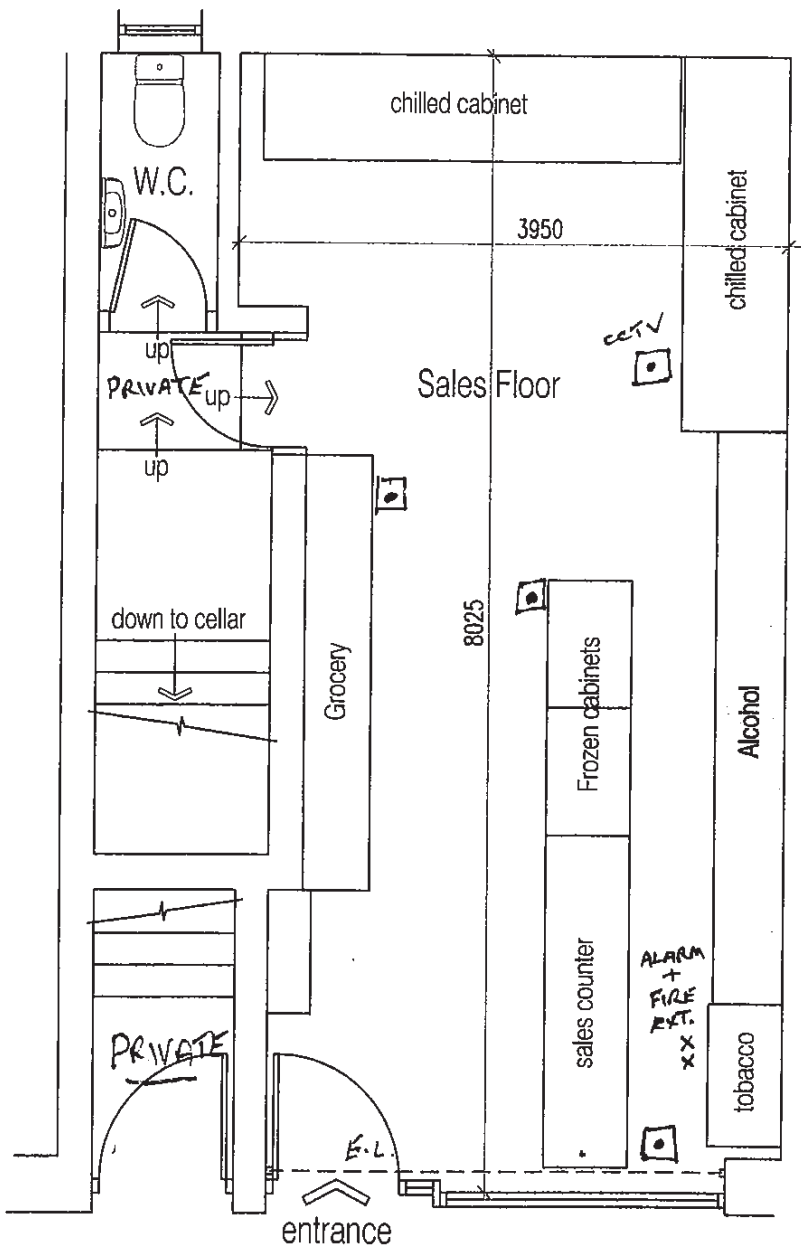 chilled cabinet
W.C.
chilled cabinet
3950
up
CCTV
PRIVATE
up
Sales Floor
up
down to cellar
8025
Grocery
Frozen cabinets
Alcohol
sales counter
ALARM
+
FIRE
EXT.
XX
PRIVATE
tobacco
E.L.
entrance